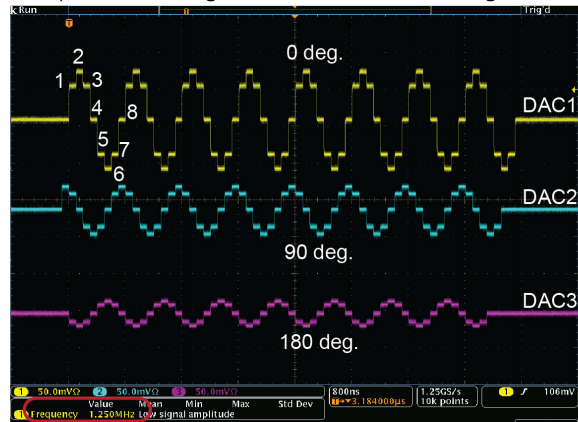 Run
Trig'd
0 deg.
2
1
3
4
8
DAC1
5
7
6
DAC2
90 deg.
DAC3
180 deg.
1 50.0mVΩ 2 50.0mVΩ 3 50.0mVΩ
800ns
1.25GS/s
1 106mV
3.184000µs
10k points
Value Mean Min Max Std Dev
1 Frequency 1.250MHz Low signal amplitude